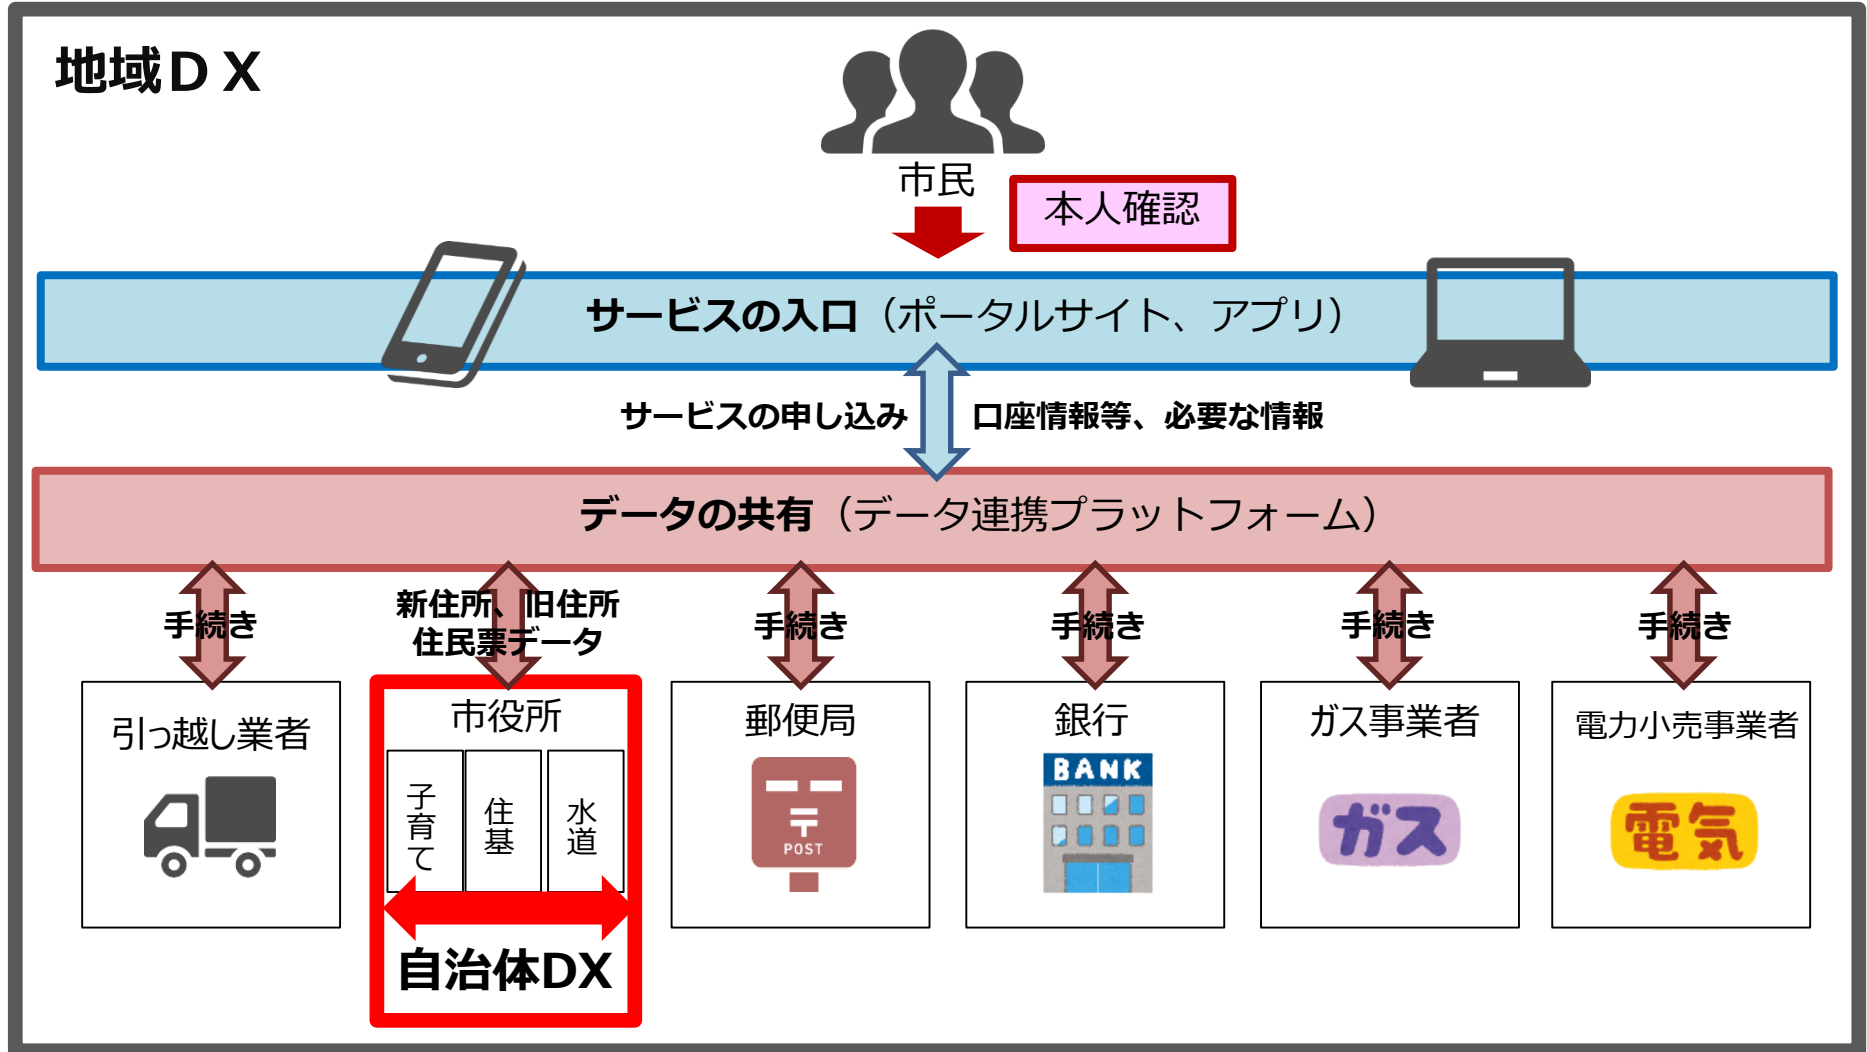 地域ＤＸ
市民
本人確認
サービスの入口（ポータルサイト、アプリ）
サービスの申し込み
口座情報等、必要な情報
データの共有（データ連携プラットフォーム）
手続き
新住所、旧住所
住民票データ
手続き
手続き
手続き
手続き
引っ越し業者
市役所
子育て
住基
水道
自治体DX
郵便局
〒
POST
銀行
BANK
ガス事業者
ガス
電力小売事業者
電気